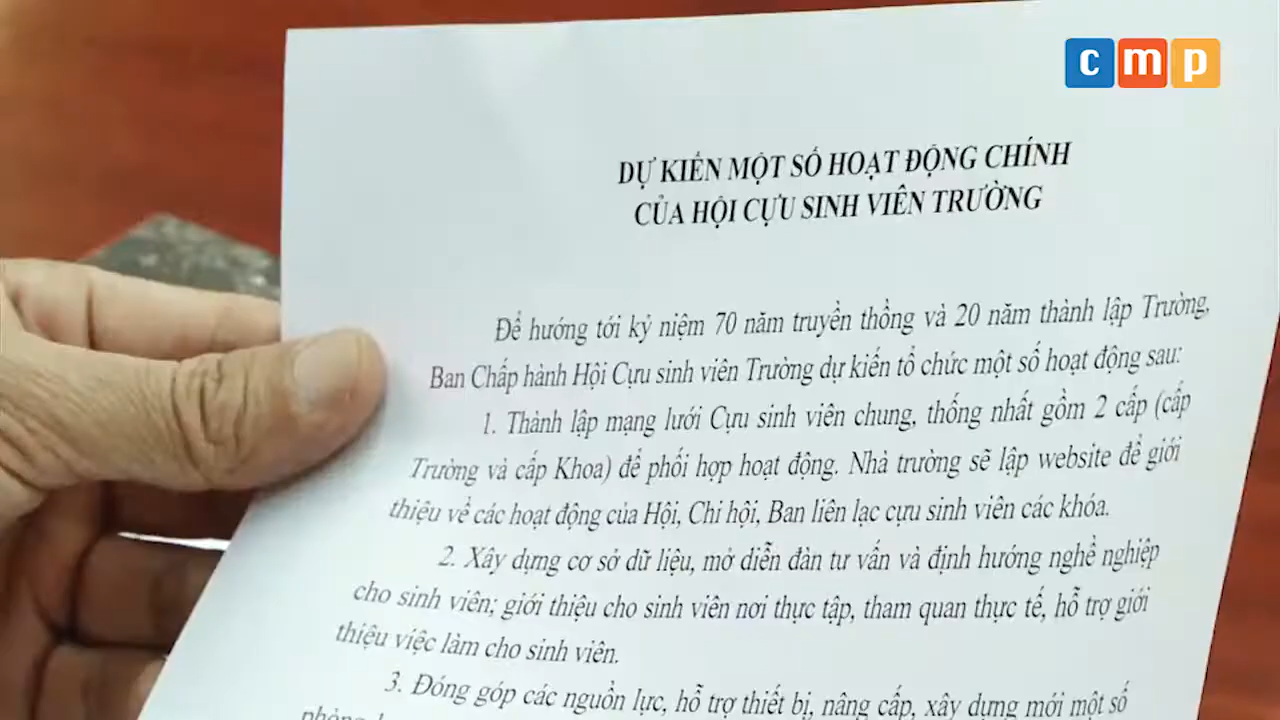 cmp
DỰ KIẾN MỘT SỐ HOẠT ĐỘNG CHÍNH
CỦA HỘI CỰU SINH VIÊN TRƯỜNG
Để hướng tới kỷ niệm 70 năm truyền thống và 20 năm thành lập Trường,
Ban Chấp hành Hội Cựu sinh viên Trường dự kiến tổ chức một số hoạt động sau:
1. Thành lập mạng lưới Cựu sinh viên chung, thống nhất gồm 2 cấp (cấp
Trường và cấp Khoa) để phối hợp hoạt động. Nhà trường sẽ lập website để giới
thiệu về các hoạt động của Hội, Chi hội, Ban liên lạc cựu sinh viên các khóa.
2. Xây dựng cơ sở dữ liệu, mở diễn đàn tư vấn và định hướng nghề nghiệp
cho sinh viên; giới thiệu cho sinh viên nơi thực tập, tham quan thực tế, hỗ trợ giới
thiệu việc làm cho sinh viên.
3. Đóng góp các nguồn lực, hỗ trợ thiết bị, nâng cấp, xây dựng mới một số